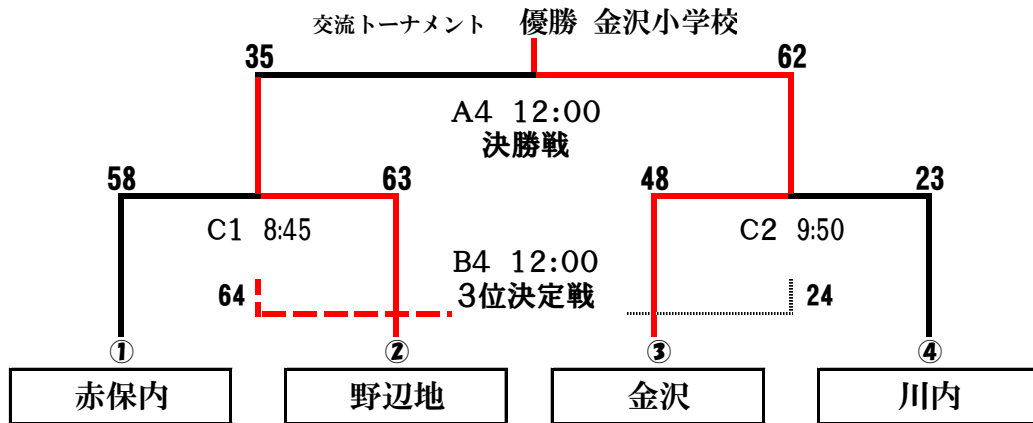 交流トーナメント 優勝 金沢小学校
35 62
A4 12:00
決勝戦
58 63 48 23
C1 8:45 C2 9:50
B4 12:00
64 3位決定戦 24
① ② ③ ④
赤保内 野辺地 金沢 川内